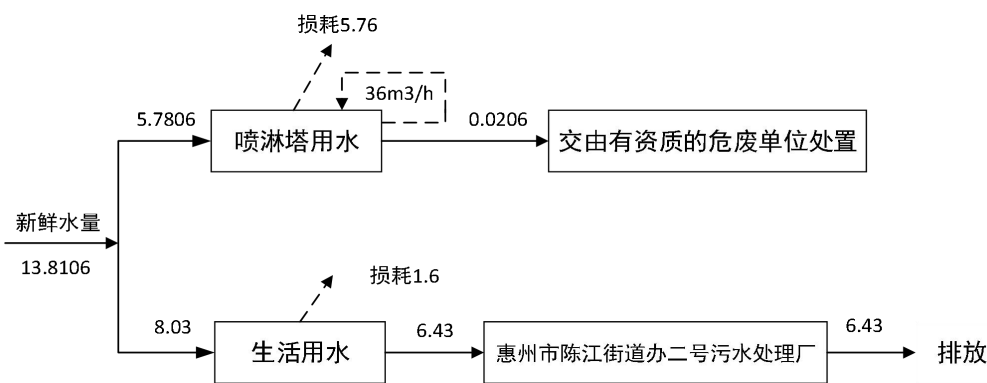 损耗5.76
36m3/h
5.7806
喷淋塔用水
0.0206
交由有资质的危废单位处置
新鲜水量
13.8106
损耗1.6
8.03
生活用水
6.43
惠州市陈江街道办二号污水处理厂
6.43
排放